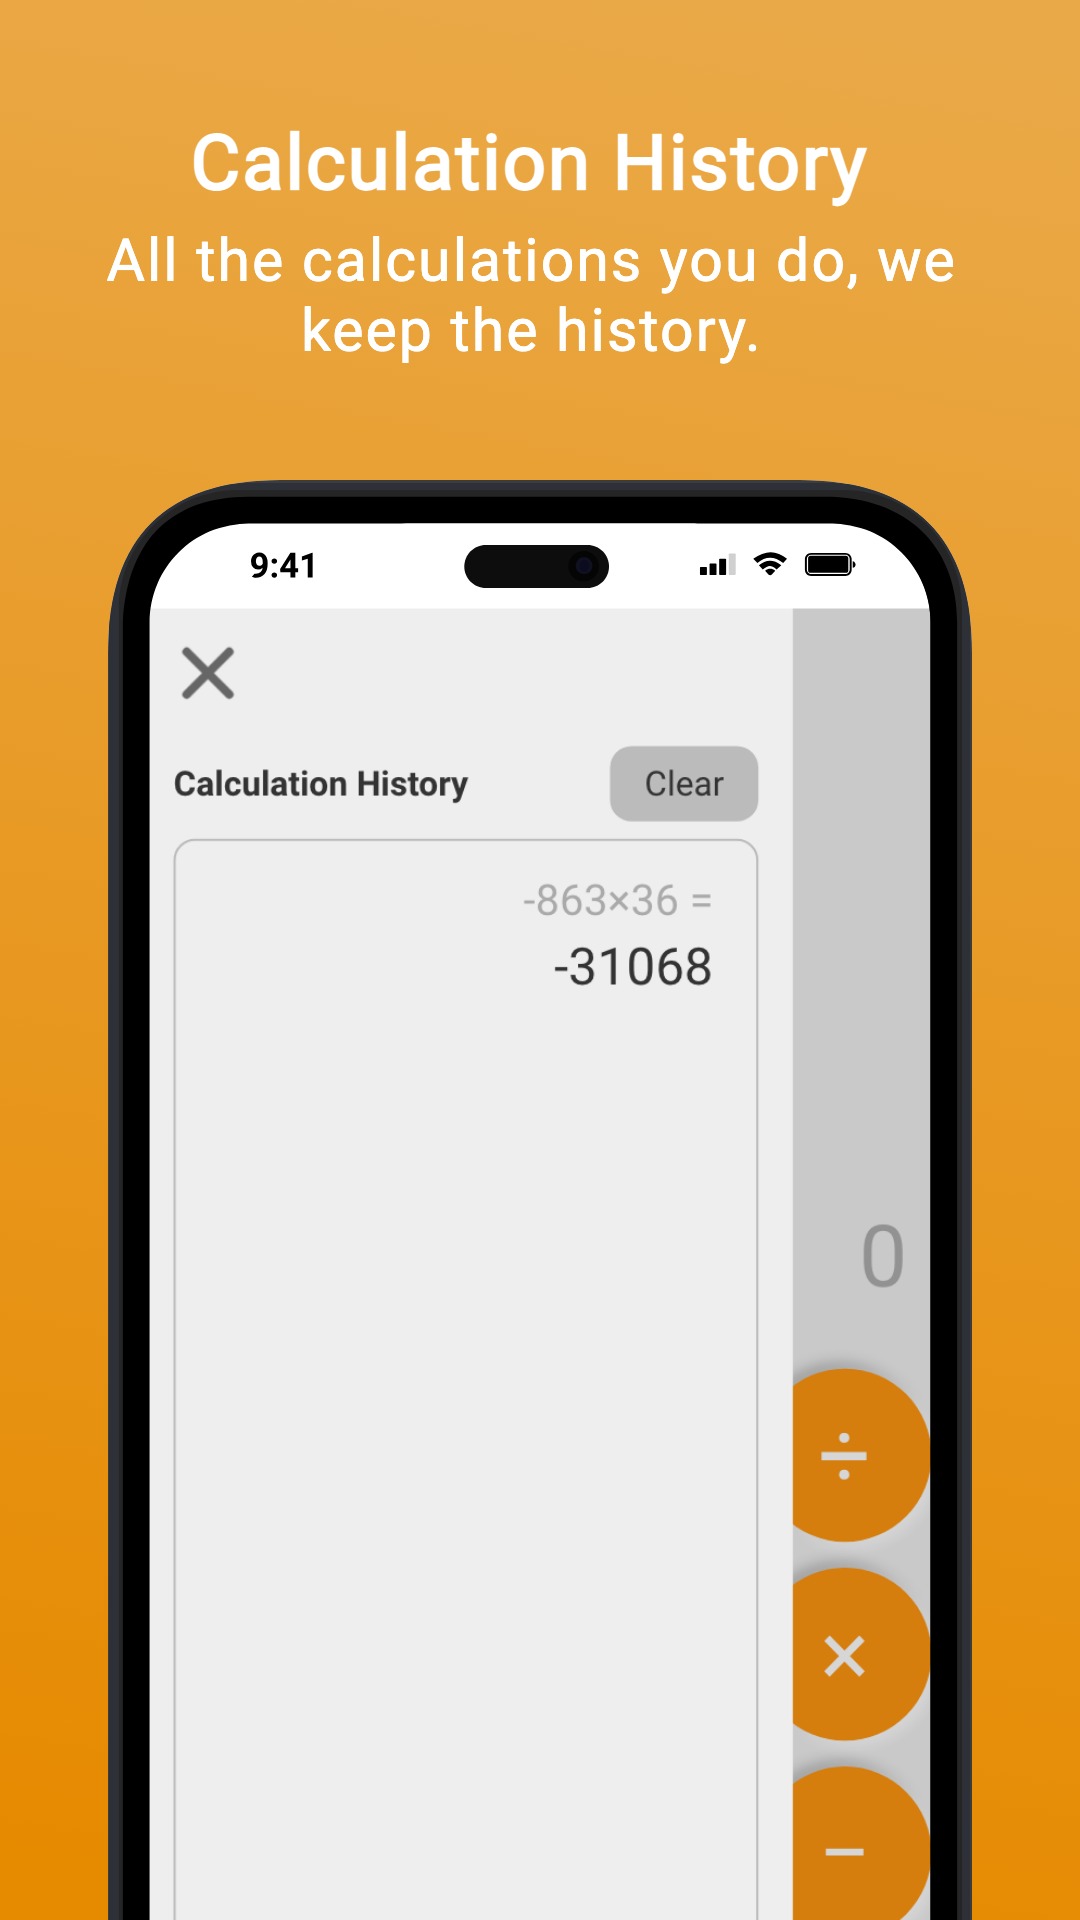 Calculation History
All the calculations you do, we
keep the history.
9:41
Calculation History
Clear
-863×36 =
-31068
0
÷
×
−